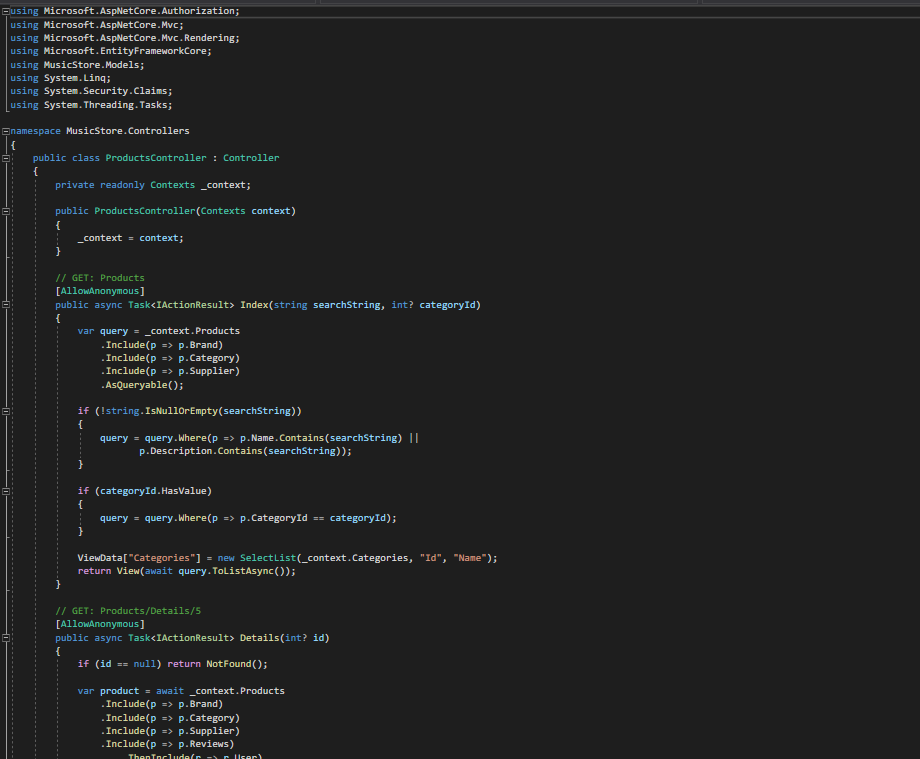 using Microsoft.AspNetCore.Authorization;
using Microsoft.AspNetCore.Mvc;
using Microsoft.AspNetCore.Mvc.Rendering;
using Microsoft.EntityFrameworkCore;
using MusicStore.Models;
using System.Linq;
using System.Security.Claims;
using System.Threading.Tasks;

namespace MusicStore.Controllers
{
    public class ProductsController : Controller
    {
        private readonly Contexts _context;

        public ProductsController(Contexts context)
        {
            _context = context;
        }

        // GET: Products
        [AllowAnonymous]
        public async Task<IActionResult> Index(string searchString, int? categoryId)
        {
            var query = _context.Products
                .Include(p => p.Brand)
                .Include(p => p.Category)
                .Include(p => p.Supplier)
                .AsQueryable();

            if (!string.IsNullOrEmpty(searchString))
            {
                query = query.Where(p => p.Name.Contains(searchString) ||
                       p.Description.Contains(searchString));
            }

            if (categoryId.HasValue)
            {
                query = query.Where(p => p.CategoryId == categoryId);
            }

            ViewData["Categories"] = new SelectList(_context.Categories, "Id", "Name");
            return View(await query.ToListAsync());
        }

        // GET: Products/Details/5
        [AllowAnonymous]
        public async Task<IActionResult> Details(int? id)
        {
            if (id == null) return NotFound();

            var product = await _context.Products
                .Include(p => p.Brand)
                .Include(p => p.Category)
                .Include(p => p.Supplier)
                .Include(p => p.Reviews)
                    .ThenInclude(r => r.User)